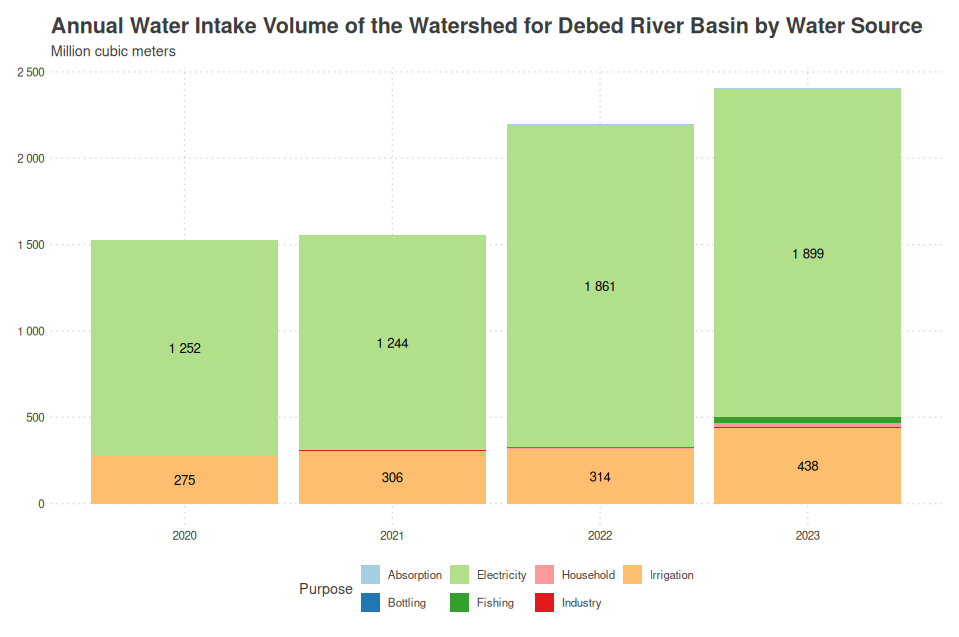 Annual Water Intake Volume of the Watershed for Debed River Basin by Water Source
Million cubic meters
2 500
2 000
1 500
1 000
500
0
1 252
275
1 244
306
1 861
314
1 899
438
2020 2021 2022 2023
Purpose
Absorption Electricity Household Irrigation
Bottling Fishing Industry